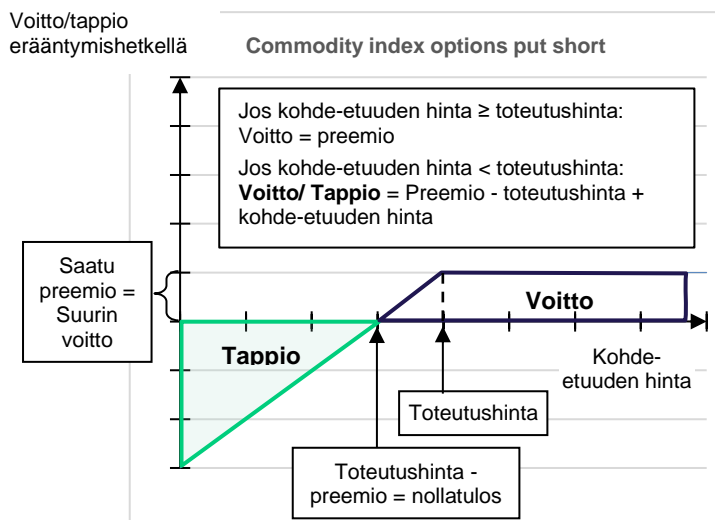 Voitto/tappio
erääntymishetkellä
Commodity index options put short
Jos kohde-etuuden hinta ≥ toteutushinta:
Voitto = preemio
Jos kohde-etuuden hinta < toteutushinta:
Voitto/ Tappio = Preemio - toteutushinta +
kohde-etuuden hinta
Saatu
preemio =
Suurin
voitto
Voitto
Tappio
Kohde-
etuuden hinta
Toteutushinta
Toteutushinta -
preemio = nollatulos